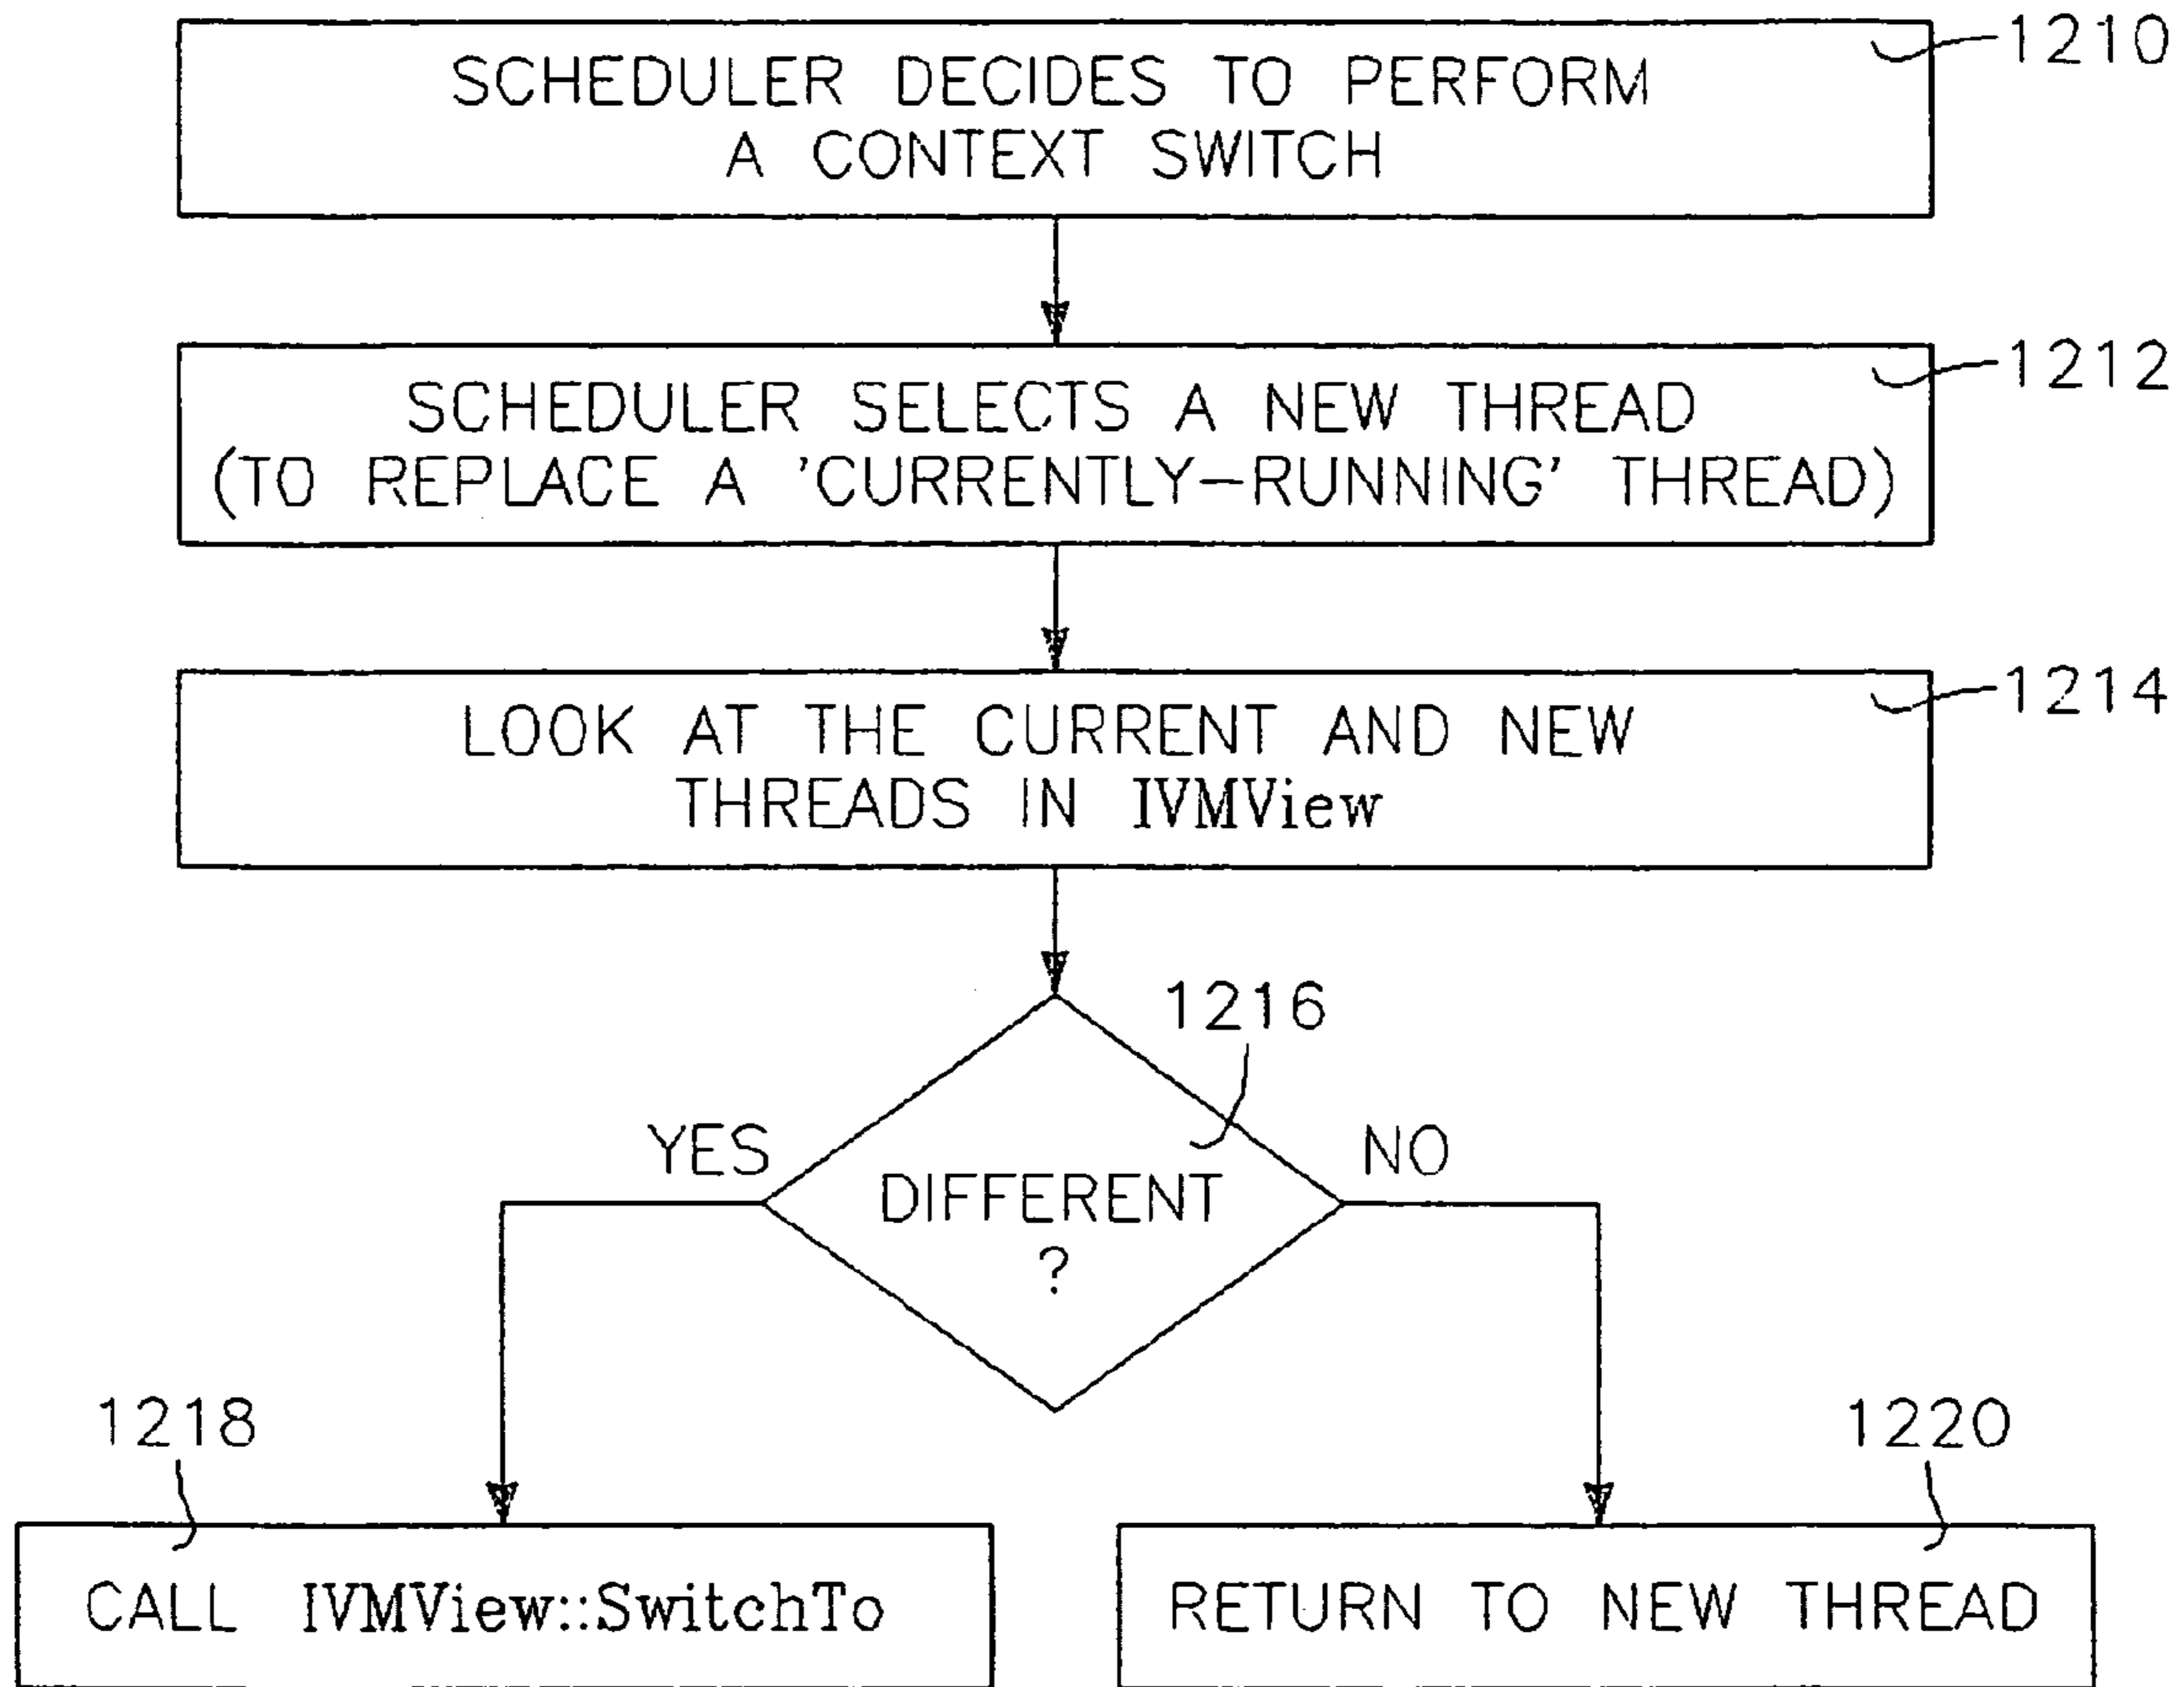 1210
SCHEDULER DECIDES TO PERFORM
A CONTEXT SWITCH
1212
SCHEDULER SELECTS A NEW THREAD
(TO REPLACE A 'CURRENTLY-RUNNING' THREAD)
1214
LOOK AT THE CURRENT AND NEW
THREADS IN IVMView
1216
YES
NO
DIFFERENT
?
1218
1220
CALL IVMView::SwitchTo
RETURN TO NEW THREAD